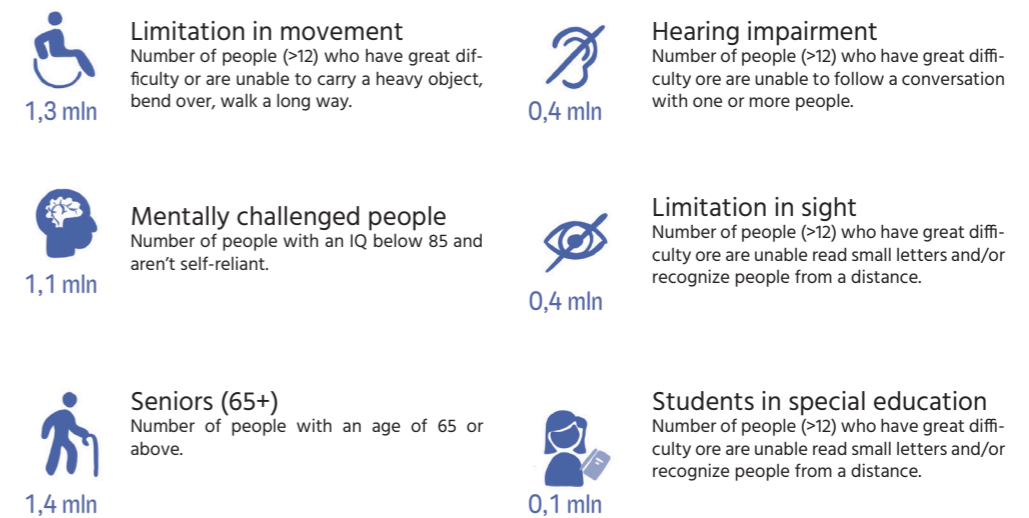 Limitation in movement
Number of people (>12) who have great dif-
ficulty or are unable to carry a heavy object,
bend over, walk a long way.
1,3 mln
Hearing impairment
Number of people (>12) who have great diffi-
culty ore are unable to follow a conversation
with one or more people.
0,4 mln
Mentally challenged people
Number of people with an IQ below 85 and
aren't self-reliant.
1,1 mln
Limitation in sight
Number of people (>12) who have great diffi-
culty ore are unable read small letters and/or
recognize people from a distance.
0,4 mln
Seniors (65+)
Number of people with an age of 65 or
above.
1,4 mln
Students in special education
Number of people (>12) who have great diffi-
culty ore are unable read small letters and/or
recognize people from a distance.
0,1 mln